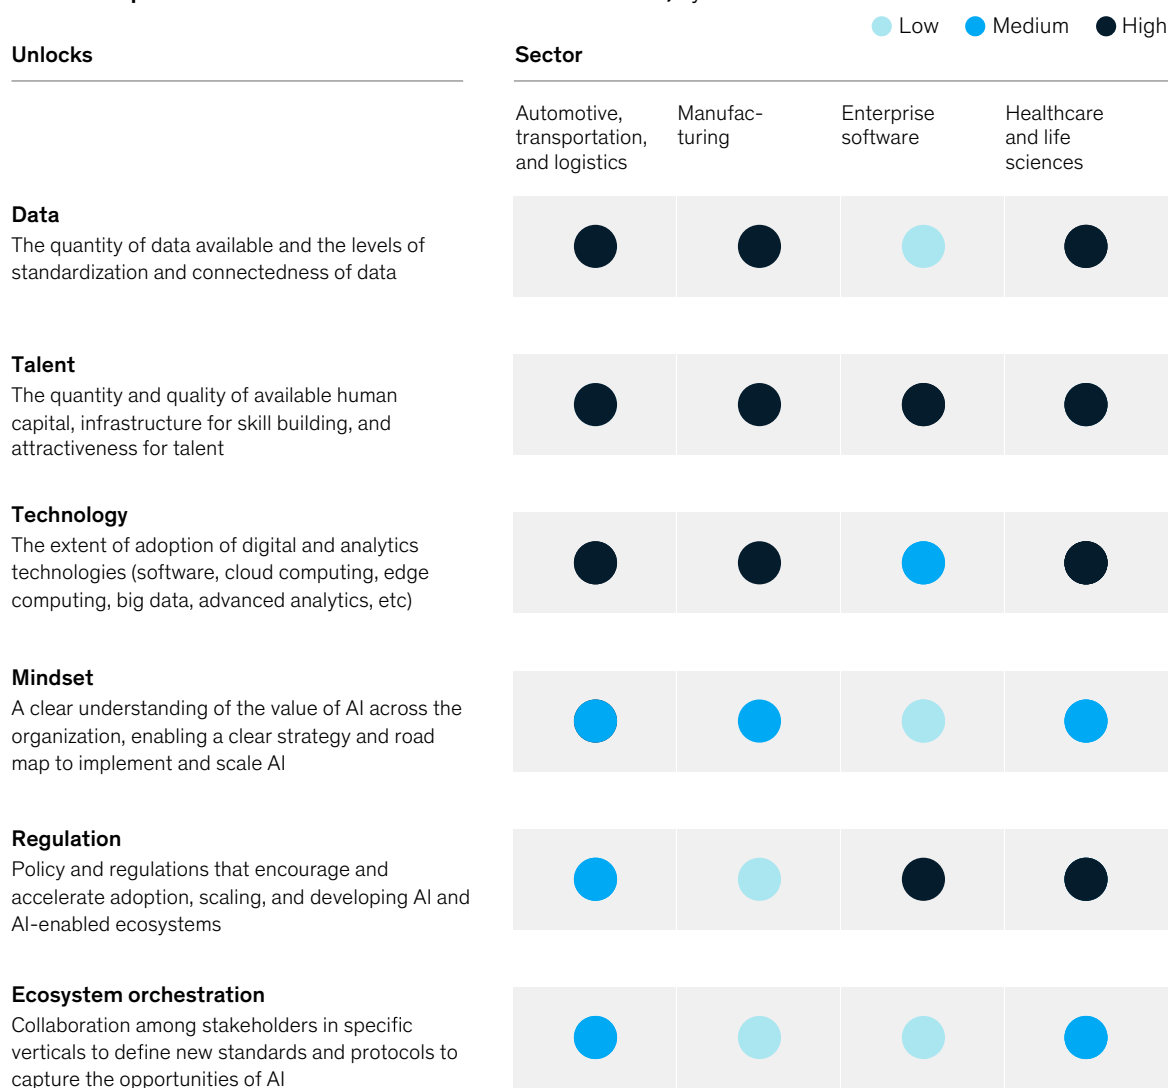 Low Medium High
Unlocks
Sector
Automotive,
transportation,
and logistics
Manufac-
turing
Enterprise
software
Healthcare
and life
sciences
Data
The quantity of data available and the levels of
standardization and connectedness of data
Talent
The quantity and quality of available human
capital, infrastructure for skill building, and
attractiveness for talent
Technology
The extent of adoption of digital and analytics
technologies (software, cloud computing, edge
computing, big data, advanced analytics, etc)
Mindset
A clear understanding of the value of AI across the
organization, enabling a clear strategy and road
map to implement and scale AI
Regulation
Policy and regulations that encourage and
accelerate adoption, scaling, and developing AI and
AI-enabled ecosystems
Ecosystem orchestration
Collaboration among stakeholders in specific
verticals to define new standards and protocols to
capture the opportunities of AI